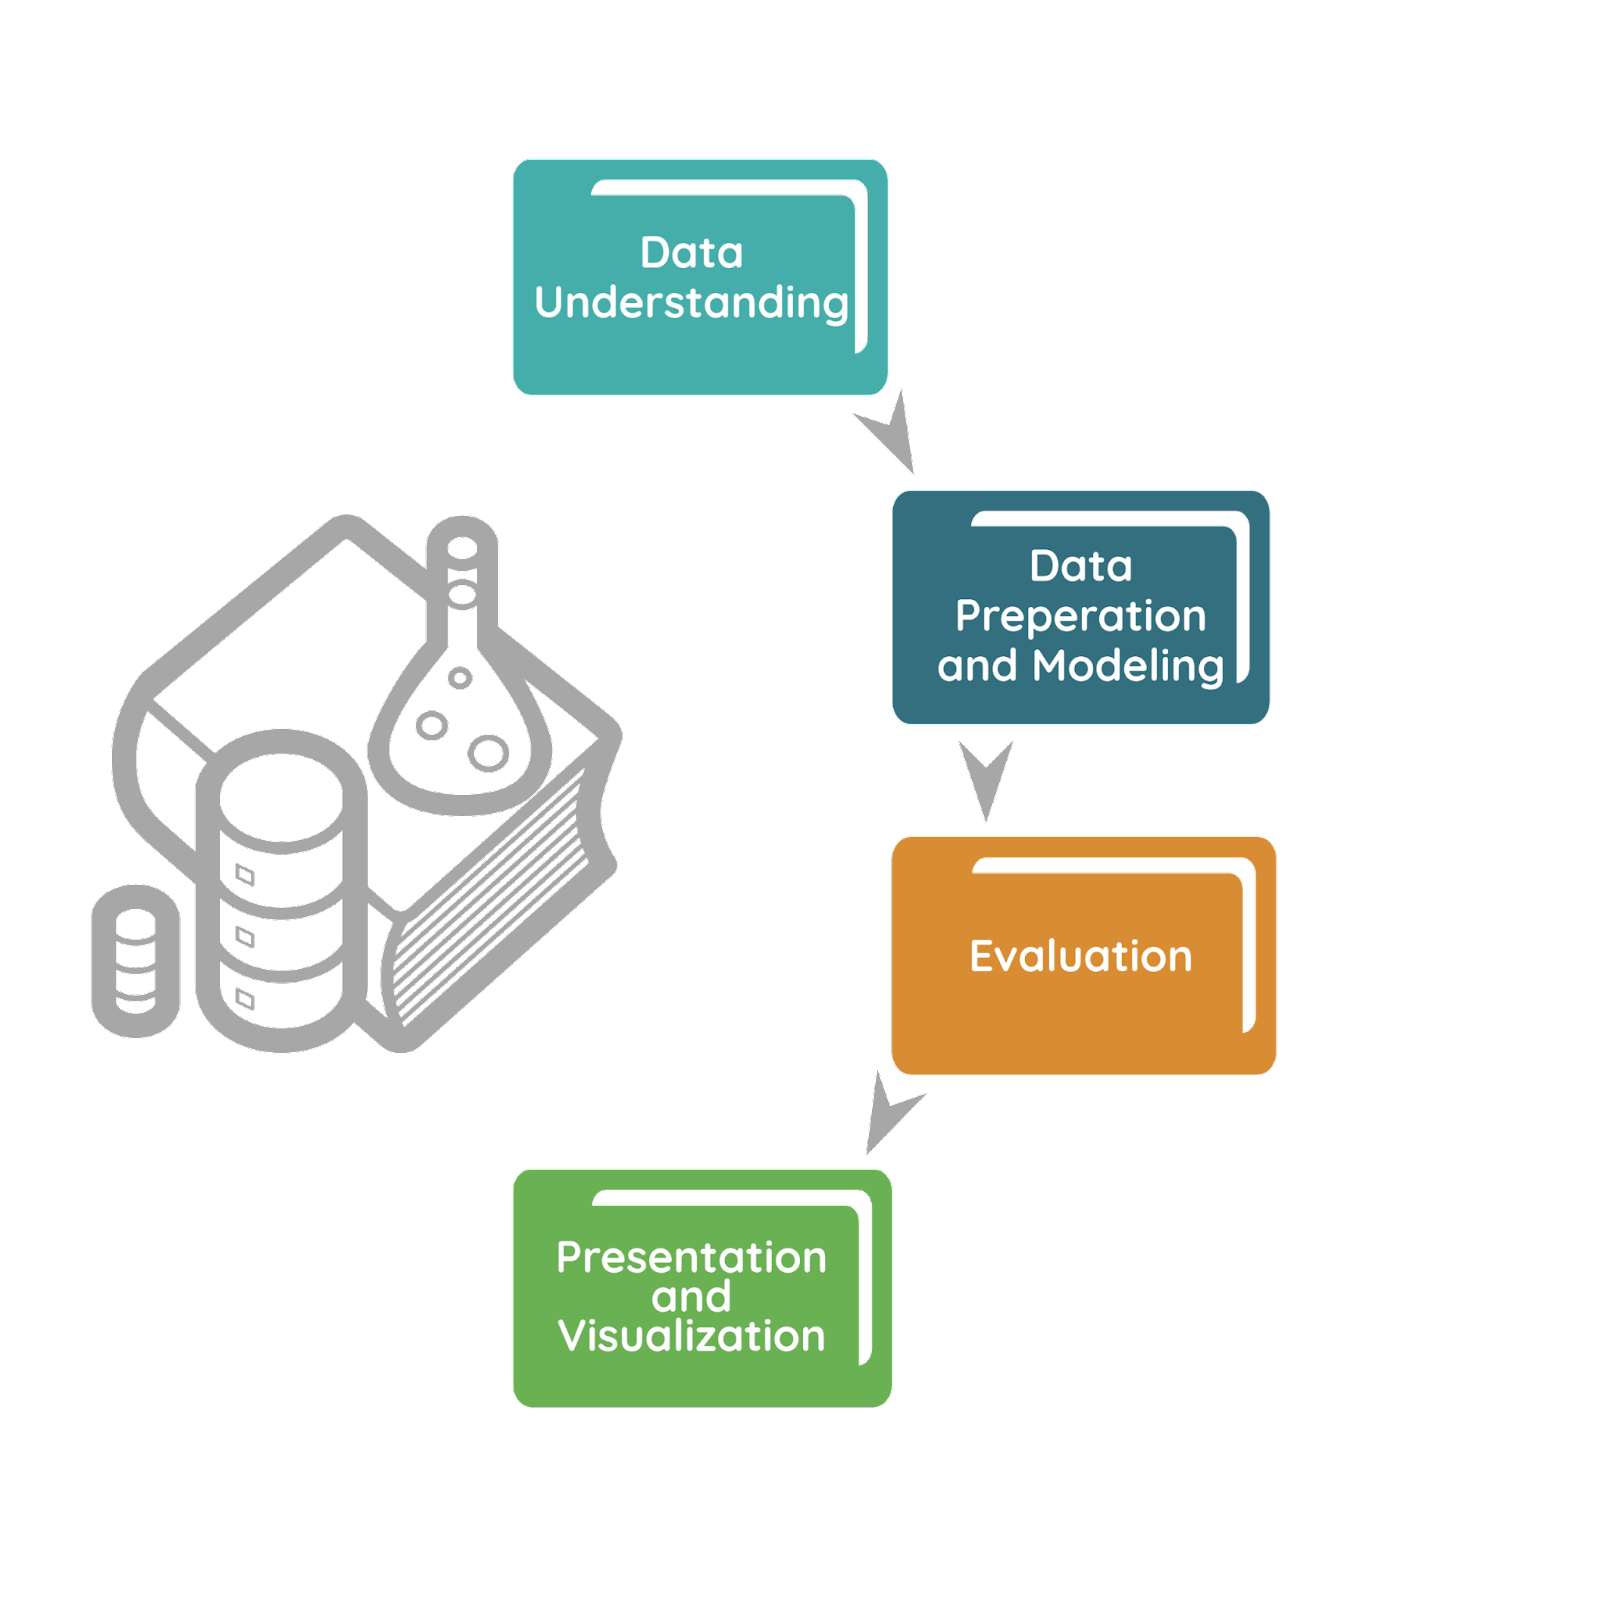 Data
Understanding
Data
Preperation
and Modeling
Evaluation
Presentation
and
Visualization